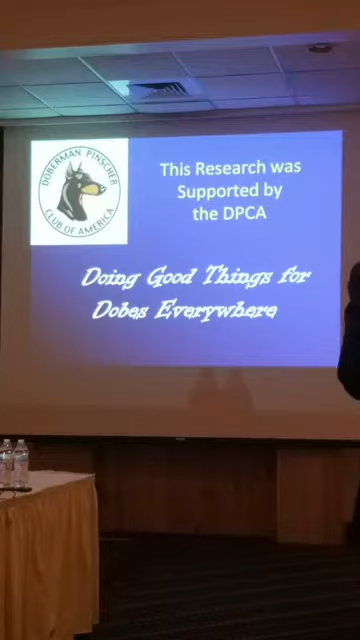 DOBERMAN PINSCHER
CLUB OF AMERICA
This Research was
Supported by
the DPCA
Doing Good Things for
Dobes Everywhere